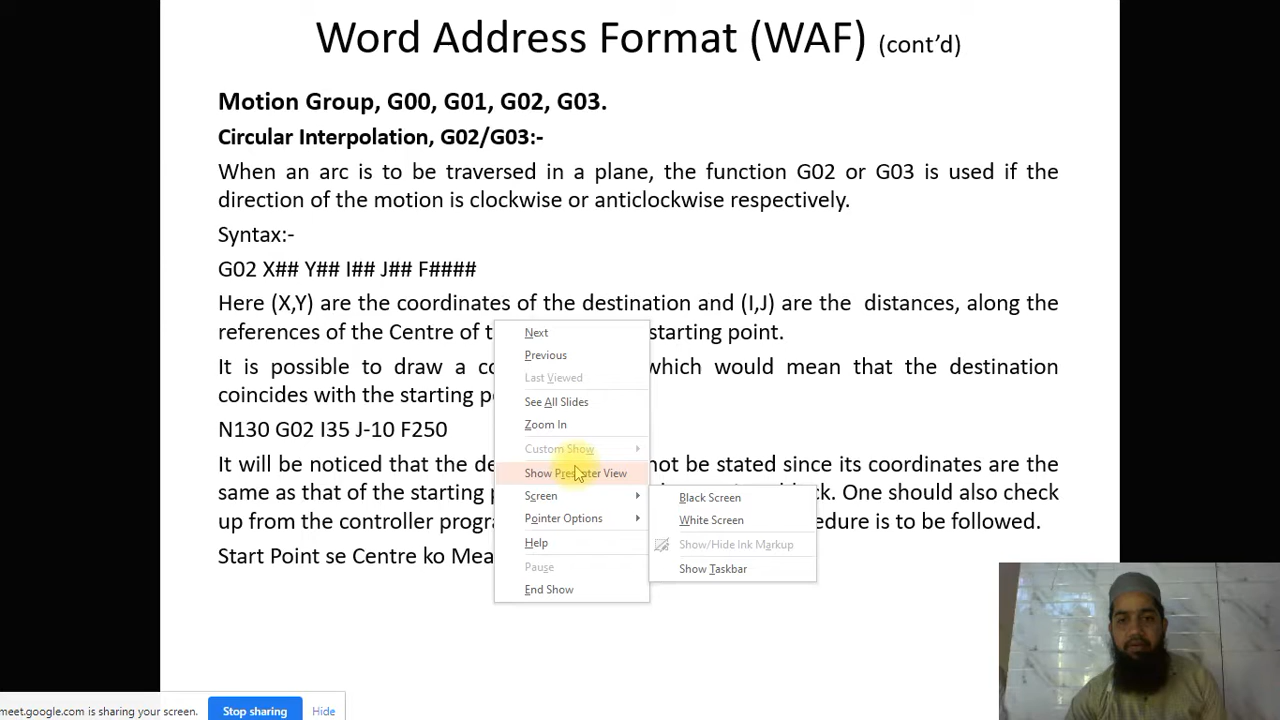 Word Address Format (WAF) (cont'd)
Motion Group, G00, G01, G02, G03.
Circular Interpolation, G02/G03:-
When an arc is to be traversed in a plane, the function G02 or G03 is used if the
direction of the motion is clockwise or anticlockwise respectively.
Syntax:-
G02 X## Y## I## J## F####
Here (X,Y) are the coordinates of the destination and (I,J) are the distances, along the
references of the Centre of t starting point.
It is possible to draw a co which would mean that the destination
coincides with the starting po
N130 G02 I35 J-10 F250
It will be noticed that the de not be stated since its coordinates are the
same as that of the starting p ck. One should also check
up from the controller progra edure is to be followed.
Start Point se Centre ko Mea
Next
Previous
Last Viewed
See All Slides
Zoom In
Custom Show
Show Presenter View
Screen
Pointer Options
Help
Pause
End Show
Black Screen
White Screen
Show/Hide Ink Markup
Show Taskbar
meet.google.com is sharing your screen.
Stop sharing
Hide